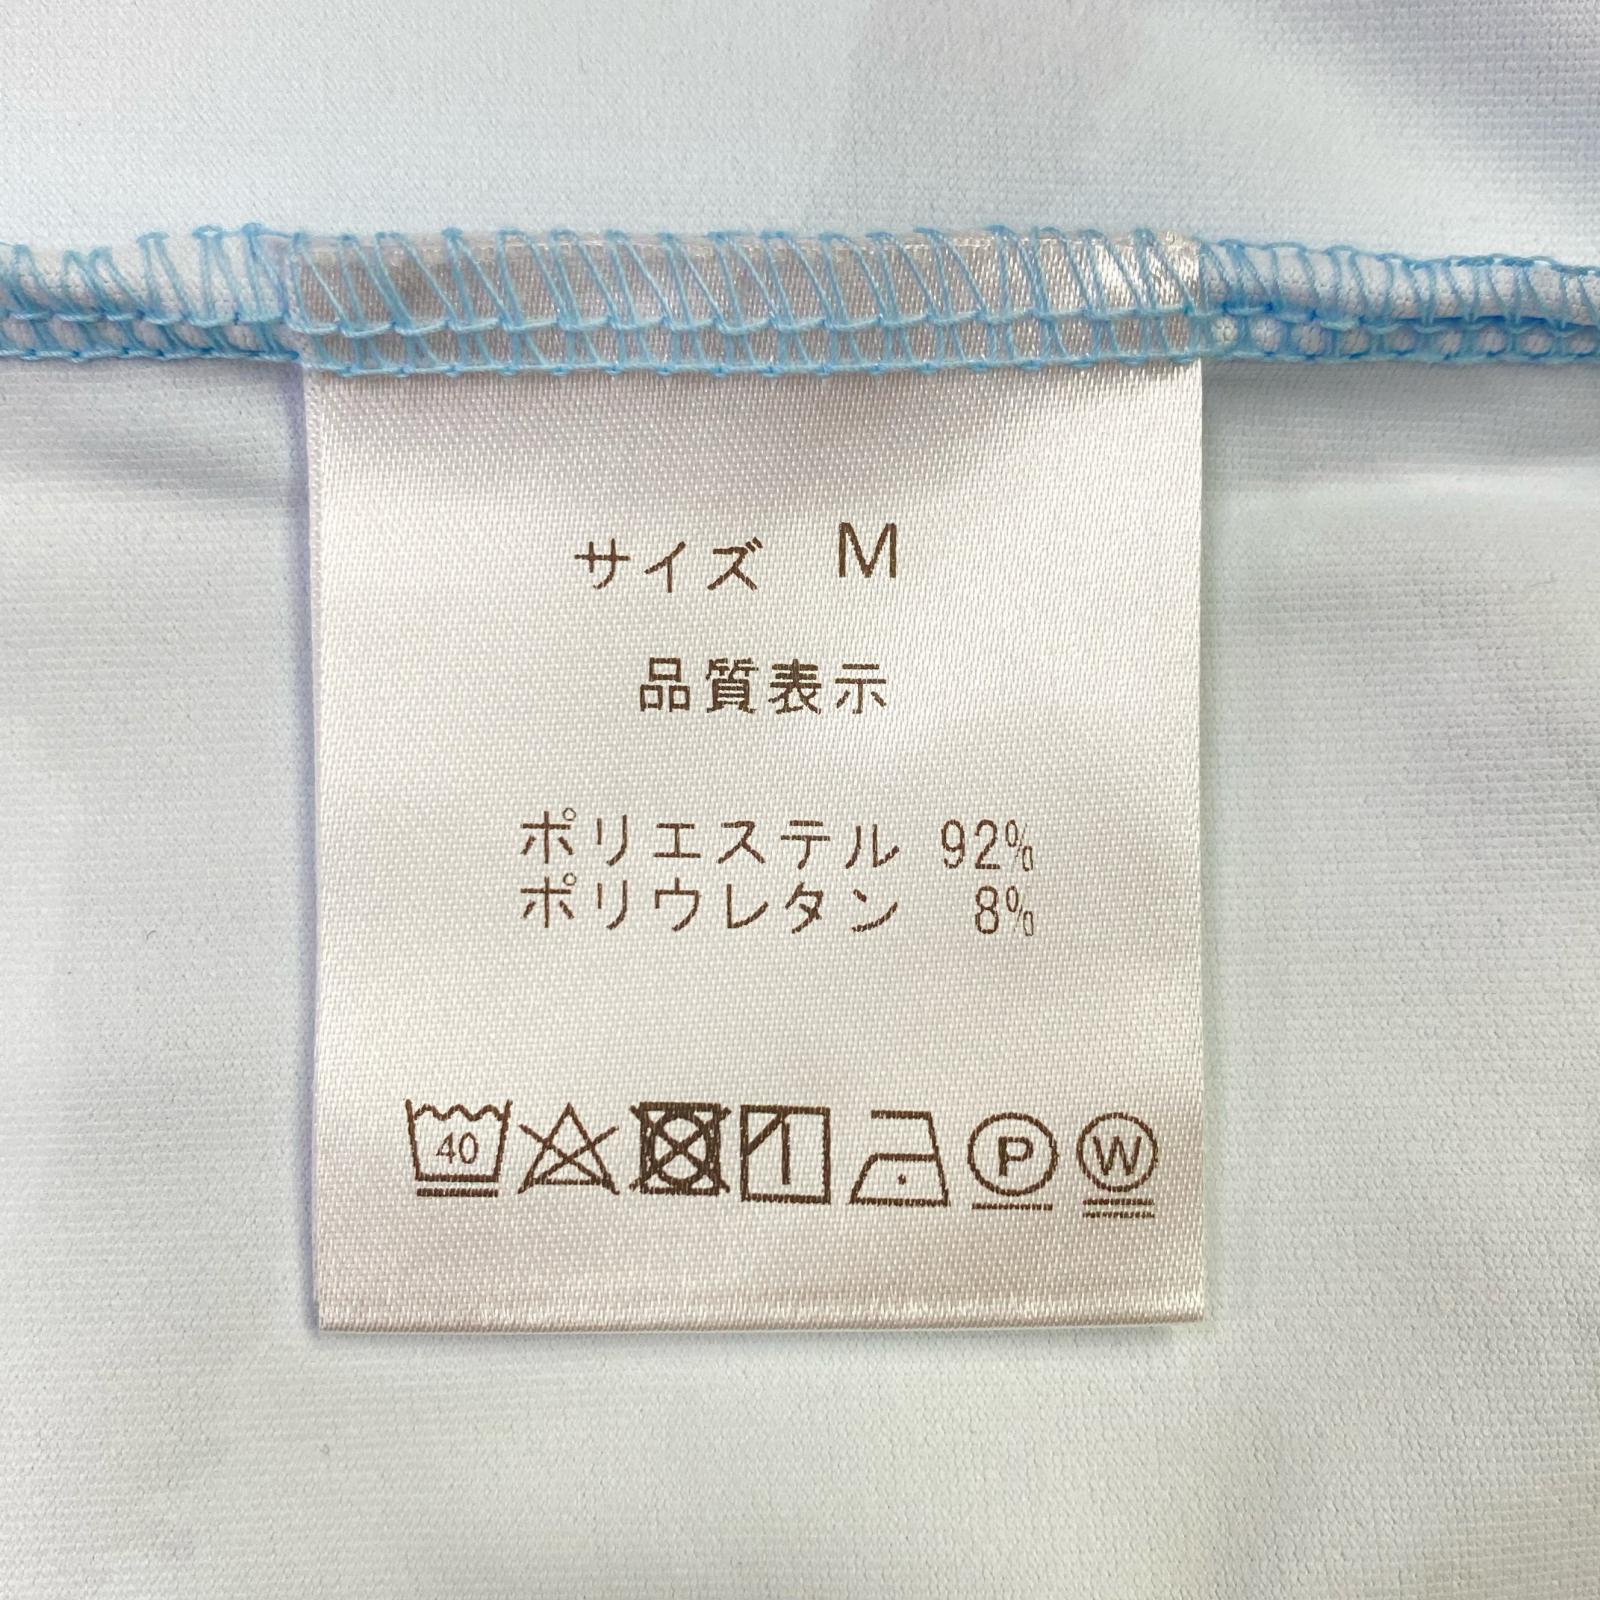 サイズ M
品質表示
ポリエステル 92%
ポリウレタン 8%
40 P W